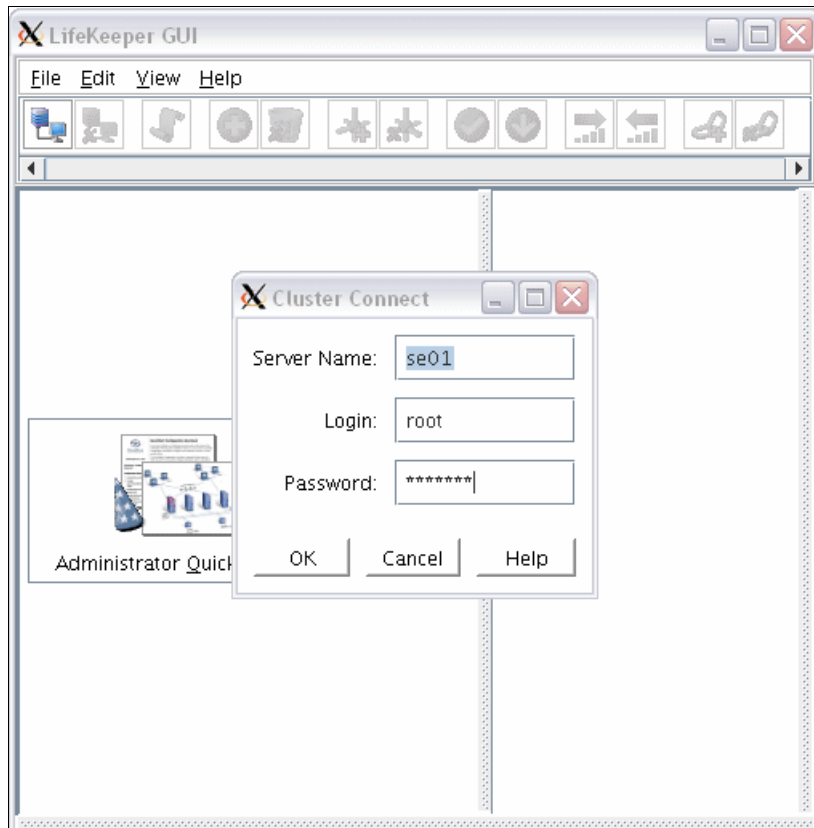 LifeKeeper GUI
File Edit View Help
Cluster Connect
Server Name: se01
Login: root
Password: *******
OK Cancel Help
Administrator Quick